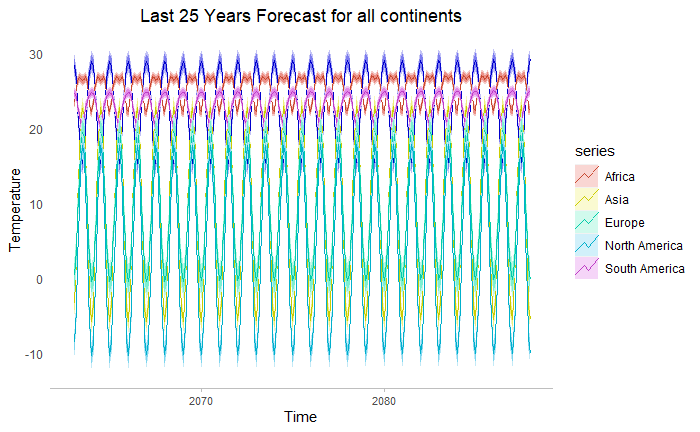 Last 25 Years Forecast for all continents
30
20
10
0
-10
Temperature
2070
2080
Time
series
Africa
Asia
Europe
North America
South America